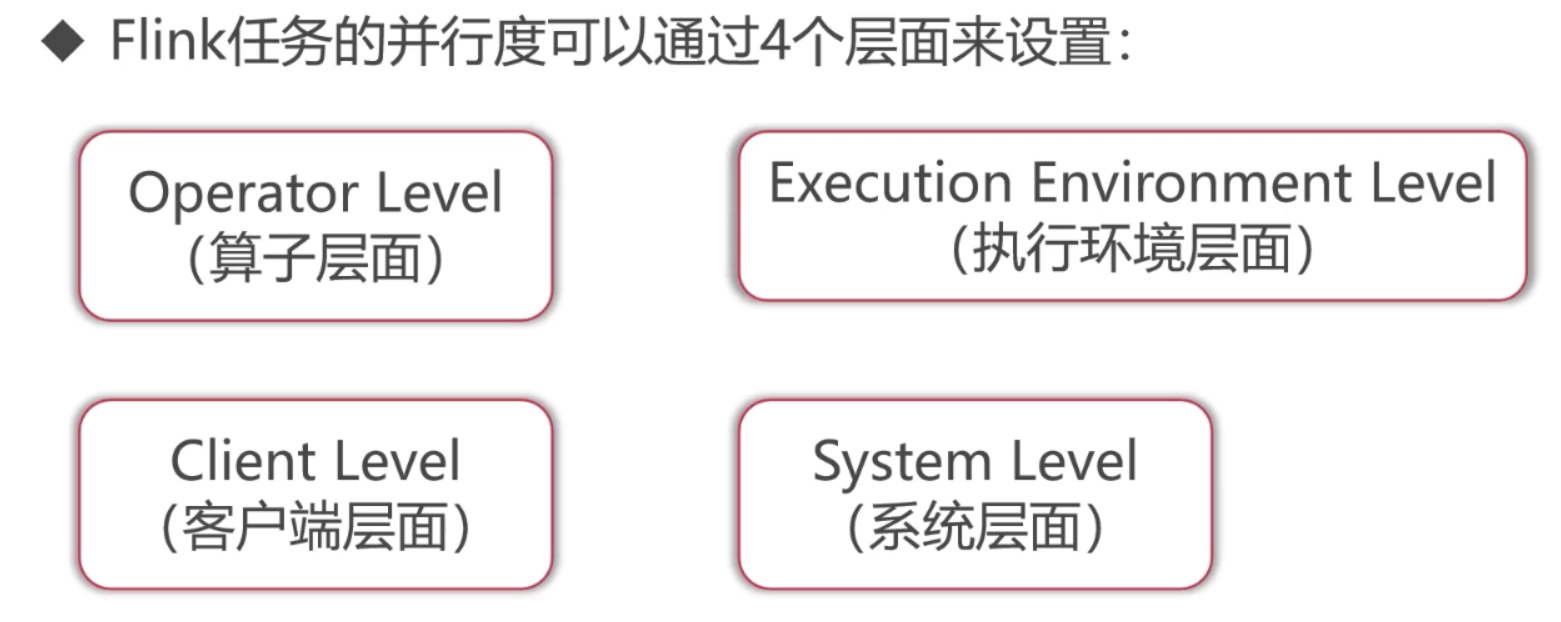 ◆ Flink任务的并行度可以通过4个层面来设置：
Operator Level
（算子层面）
Execution Environment Level
（执行环境层面）
Client Level
（客户端层面）
System Level
（系统层面）